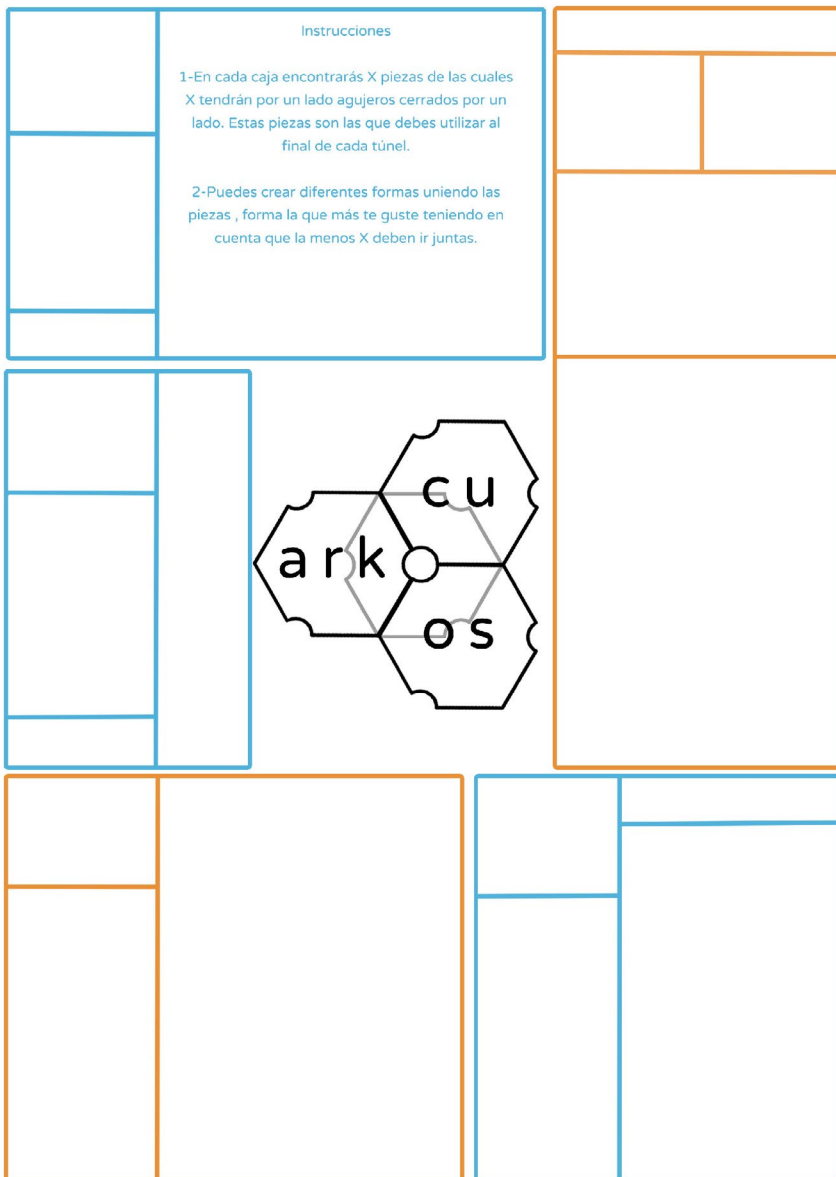 Instrucciones
1-En cada caja encontrarás X piezas de las cuales
X tendrán por un lado agujeros cerrados por un
lado. Estas piezas son las que debes utilizar al
final de cada túnel.
2-Puedes crear diferentes formas uniendo las
piezas , forma la que más te guste teniendo en
cuenta que la menos X deben ir juntas.
cu
ark
os